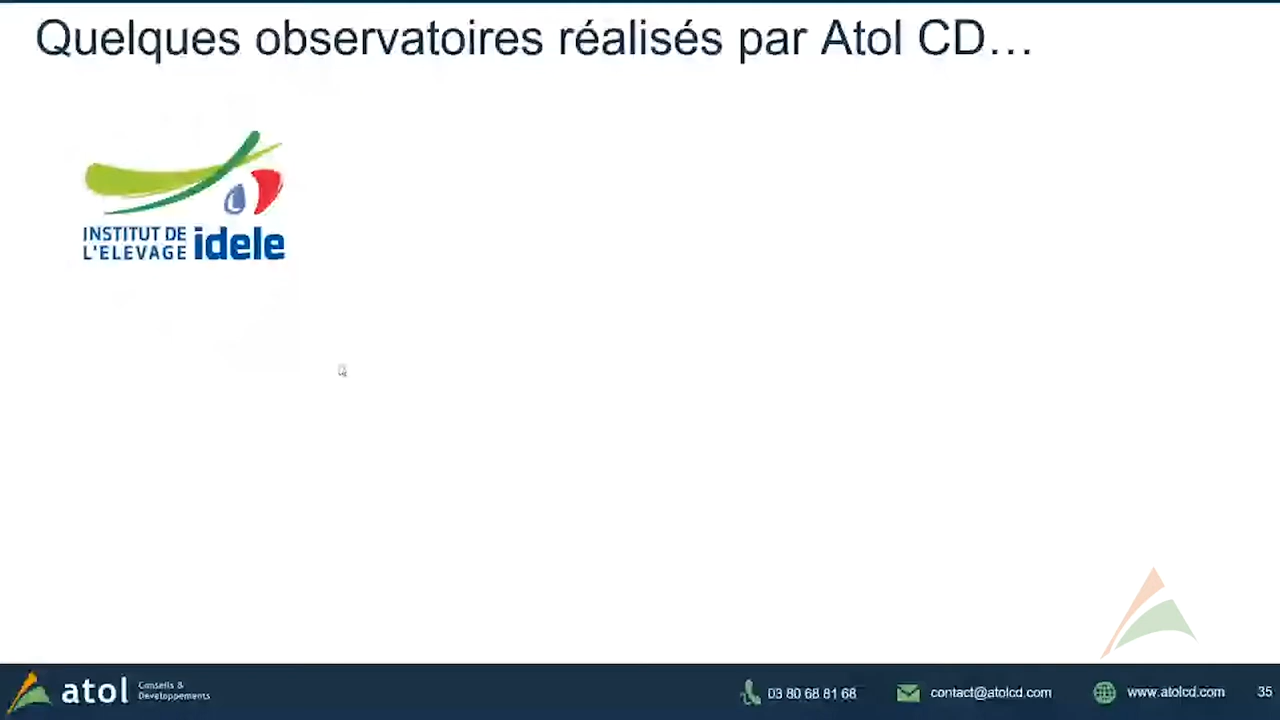 Quelques observatoires réalisés par Atol CD…
INSTITUT DE
L'ELEVAGE idele
atol Conseils &
Développements
03 80 68 81 68
contact@atolcd.com
www.atolcd.com
35